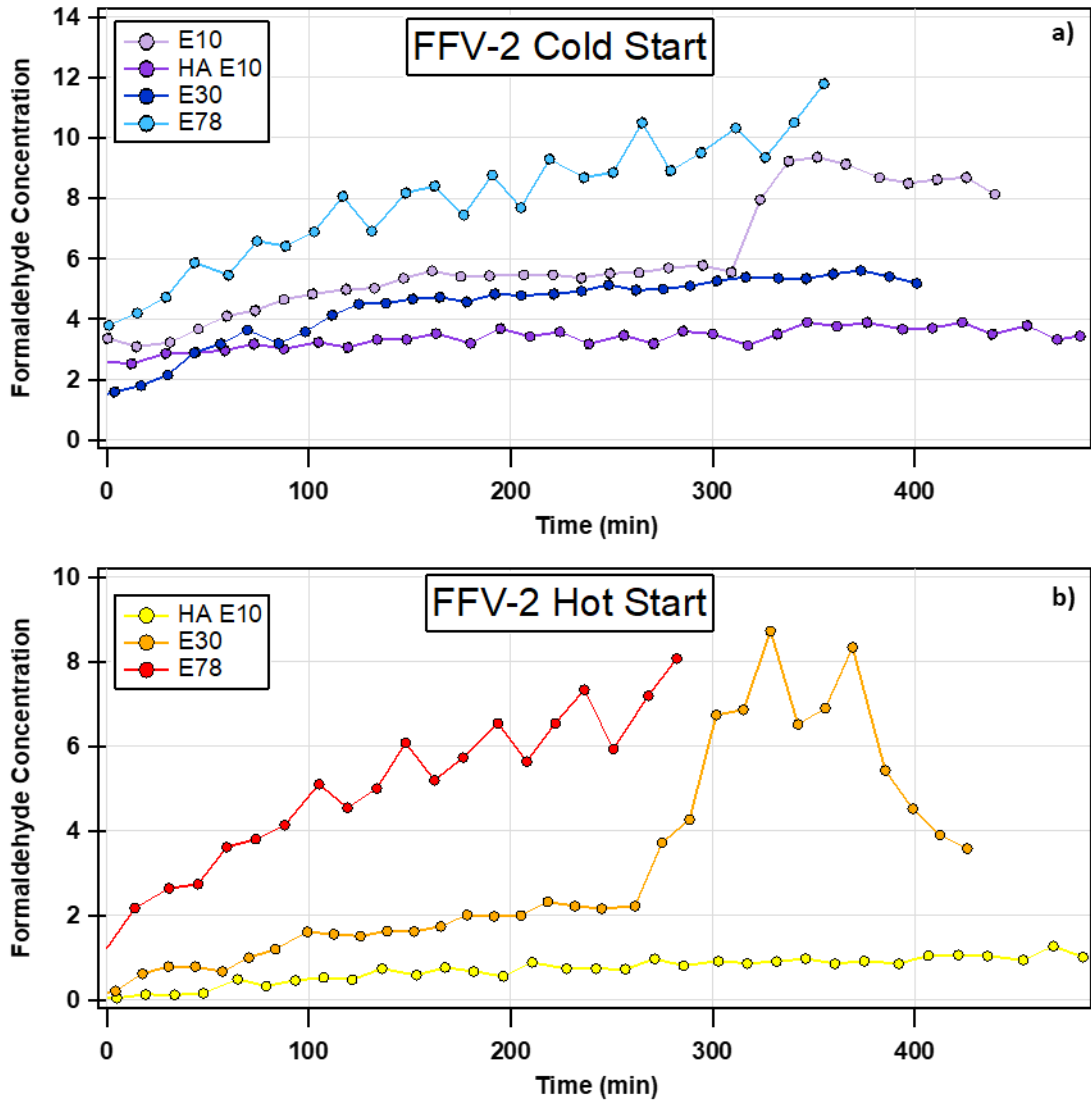 FFV-2 Cold Start
a)
E10
HA E10
E30
E78
Formaldehyde Concentration
14
12
10
8
6
4
2
0
0 100 200 300 400
Time (min)
FFV-2 Hot Start
b)
HA E10
E30
E78
Formaldehyde Concentration
10
8
6
4
2
0
0 100 200 300 400
Time (min)